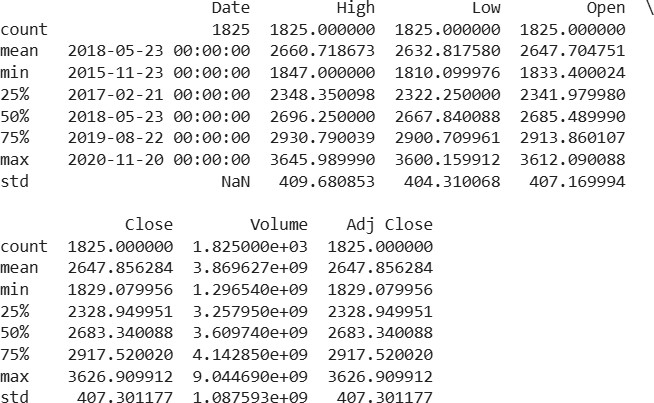 Date         High          Low         Open  \
count                 1825  1825.000000  1825.000000  1825.000000
mean   2018-05-23 00:00:00  2660.718673  2632.817580  2647.704751
min    2015-11-23 00:00:00  1847.000000  1810.099976  1833.400024
25%    2017-02-21 00:00:00  2348.350098  2322.250000  2341.979980
50%    2018-05-23 00:00:00  2696.250000  2667.840088  2685.489990
75%    2019-08-22 00:00:00  2930.790039  2900.709961  2913.860107
max    2020-11-20 00:00:00  3645.989990  3600.159912  3612.090088
std                    NaN   409.680853   404.310068   407.169994

             Close        Volume    Adj Close
count  1825.000000  1.825000e+03  1825.000000
mean   2647.856284  3.869627e+09  2647.856284
min    1829.079956  1.296540e+09  1829.079956
25%    2328.949951  3.257950e+09  2328.949951
50%    2683.340088  3.609740e+09  2683.340088
75%    2917.520020  4.142850e+09  2917.520020
max    3626.909912  9.044690e+09  3626.909912
std     407.301177  1.087593e+09   407.301177